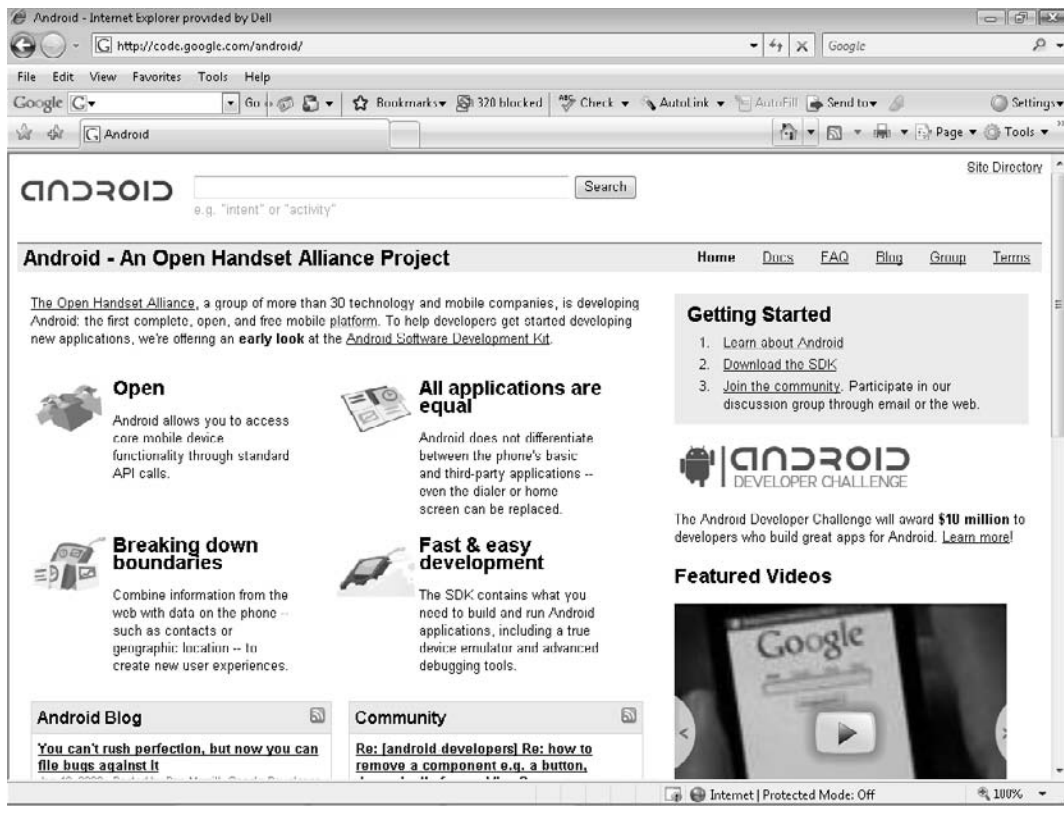 Android - Internet Explorer provided by Dell
http://code.google.com/android/
Google
File Edit View Favorites Tools Help
Google G Go Bookmarks 320 blocked ABC Check AutoLink AutoFill Send to Settings
Android
Page Tools
Site Directory
ANDROID
Search
e.g. "intent" or "activity"
Android - An Open Handset Alliance Project
Home Docs FAQ Blog Group Terms
The Open Handset Alliance, a group of more than 30 technology and mobile companies, is developing
Android: the first complete, open, and free mobile platform. To help developers get started developing
new applications, we're offering an early look at the Android Software Development Kit.
Open
Android allows you to access
core mobile device
functionality through standard
API calls.
All applications are
equal
Android does not differentiate
between the phone's basic
and third-party applications --
even the dialer or home
screen can be replaced.
Breaking down
boundaries
Combine information from the
web with data on the phone --
such as contacts or
geographic location -- to
create new user experiences.
Fast & easy
development
The SDK contains what you
need to build and run Android
applications, including a true
device emulator and advanced
debugging tools.
Getting Started
1. Learn about Android
2. Download the SDK
3. Join the community. Participate in our
discussion group through email or the web.
ANDROID
DEVELOPER CHALLENGE
The Android Developer Challenge will award $10 million to
developers who build great apps for Android. Learn more!
Featured Videos
Google
Android Blog
You can't rush perfection, but now you can
file bugs against it
Community
Re: [android developers] Re: how to
remove a component e.g. a button,
Internet | Protected Mode: Off
100%